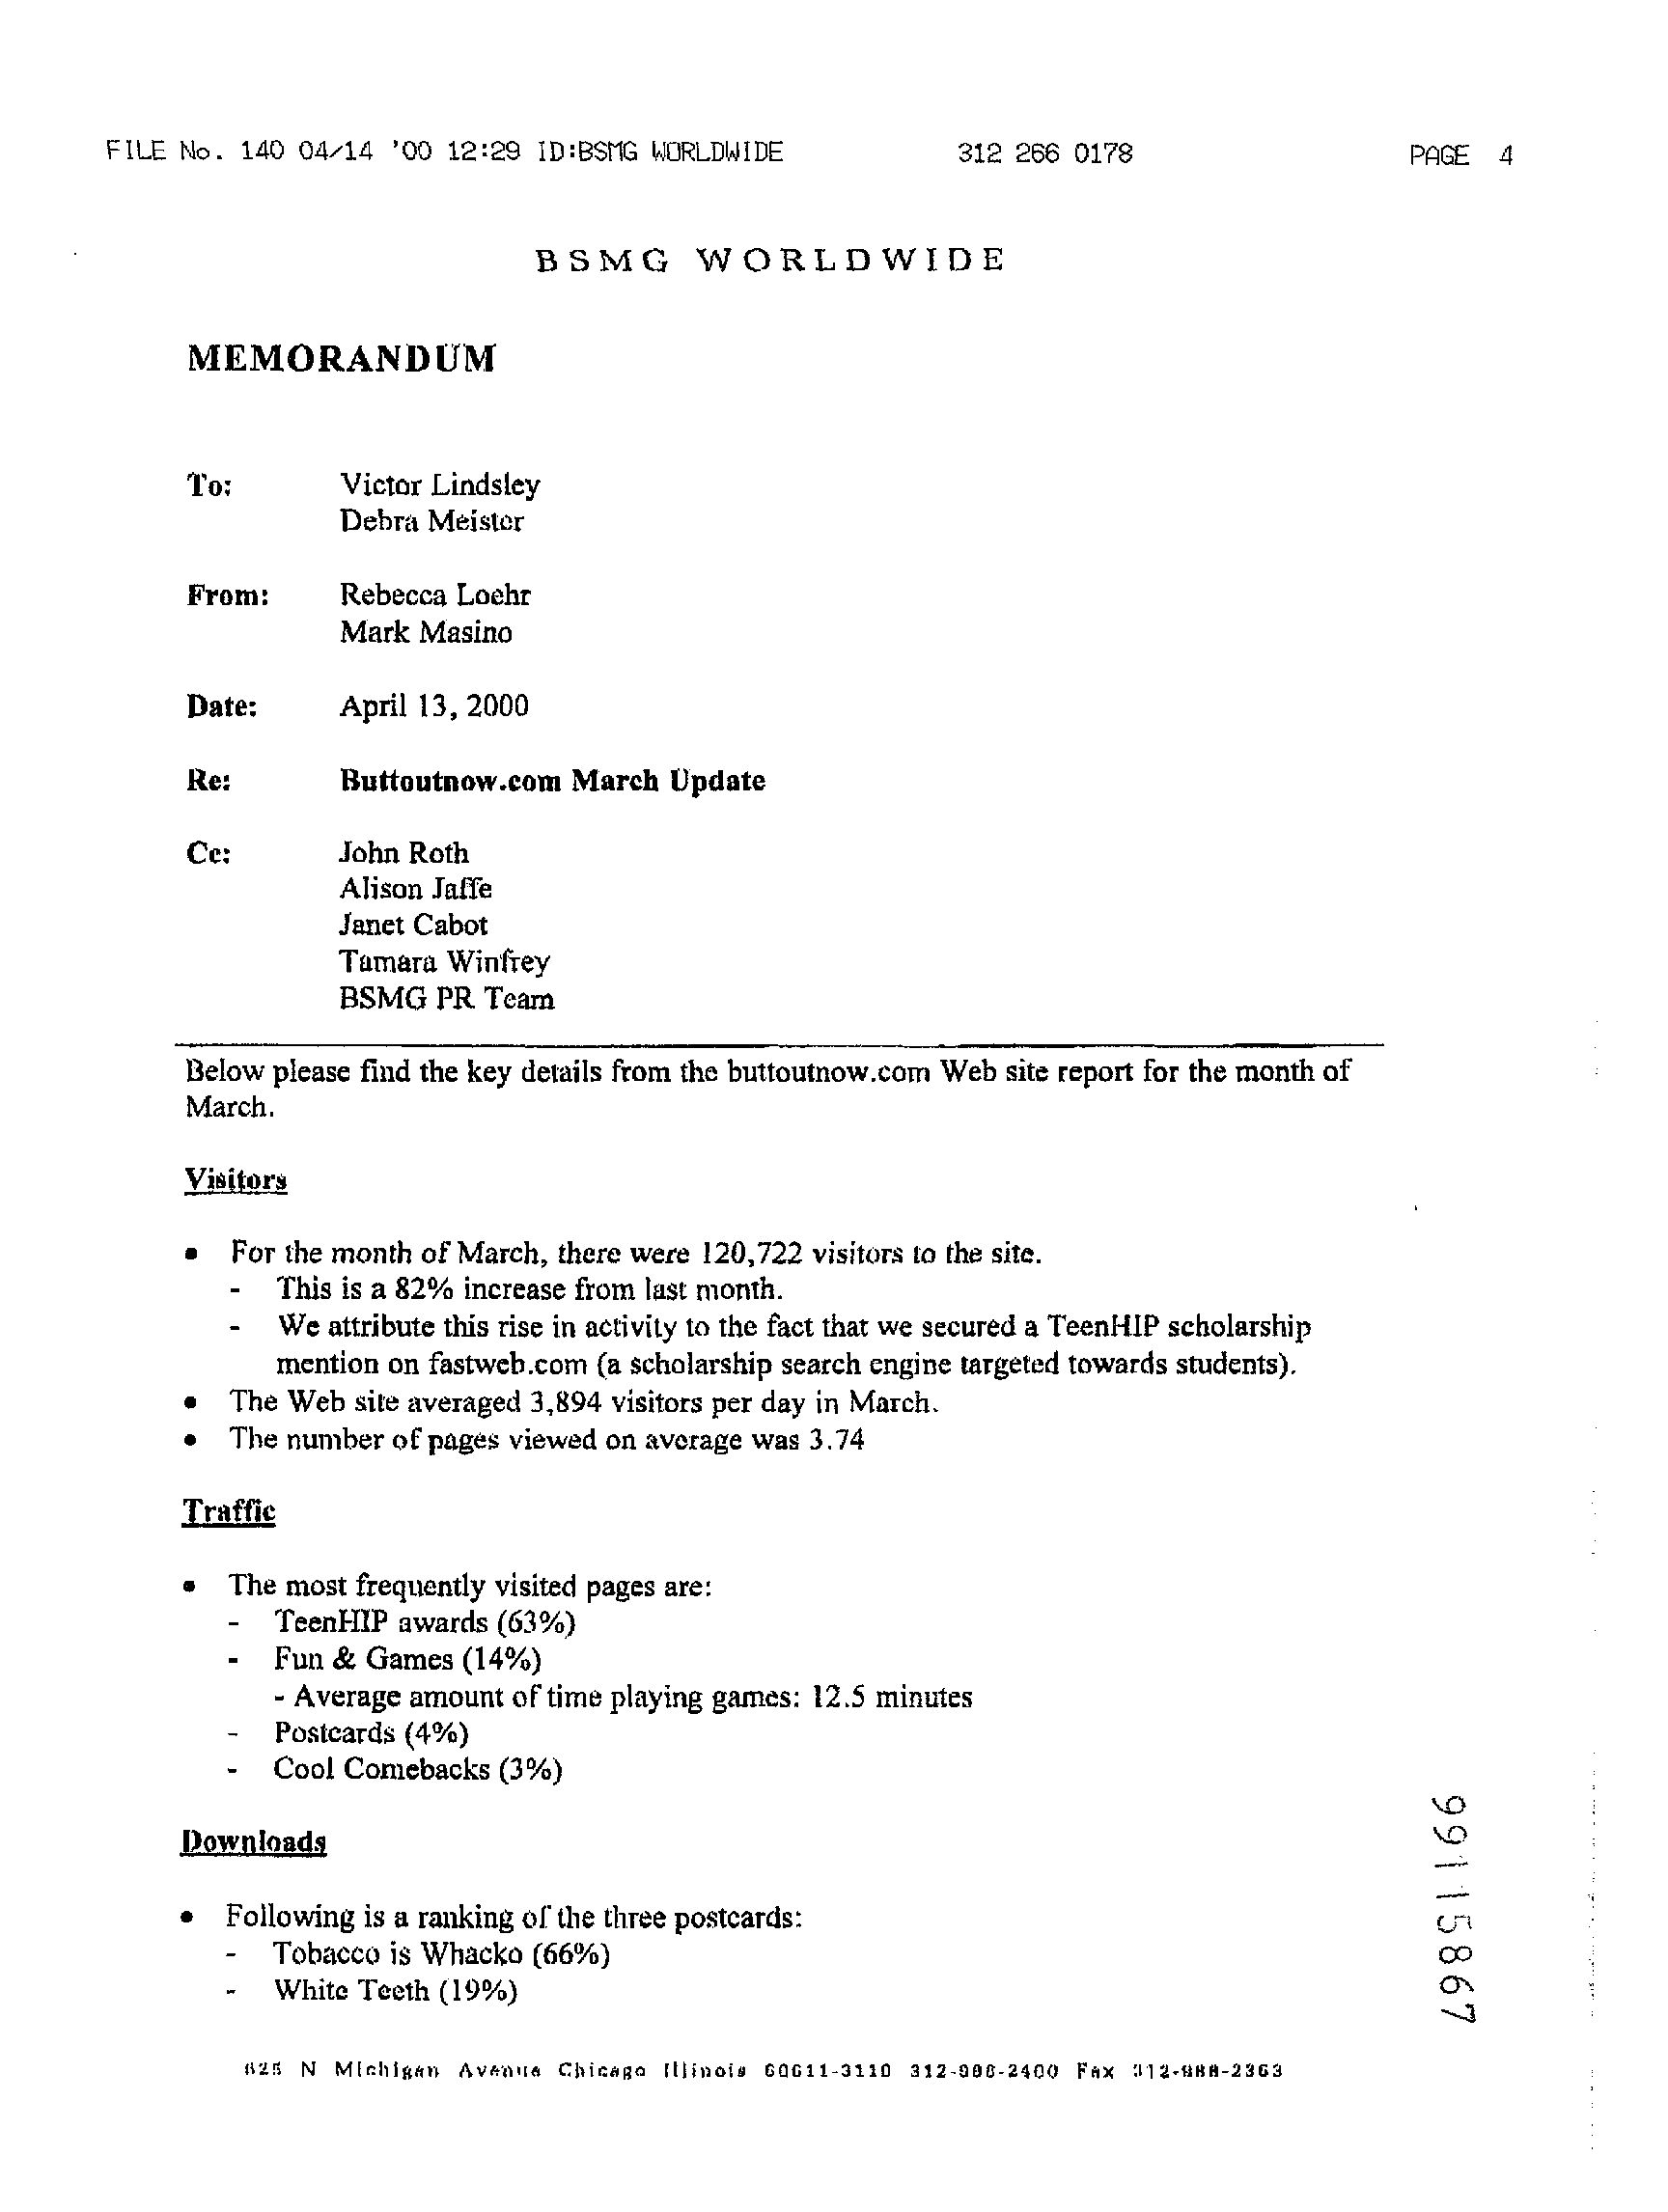 FILE No. 140 04/14 '00 12:29 ID:BSMG WORLDWIDE 312 266 0178 PAGE 4
BSMG WORLDWIDE
MEMORANDUM
To: Victor Lindsley
Debra Meister
From: Rebecca Loehr
Mark Masino
Date: April 13, 2000
Re: Buttoutnow.com March Update
Cc: John Roth
Alison Jaffe
Janet Cabot
Tamara Winfrey
BSMG PR Team
Below please find the key details from the buttoutnow.com Web site report for the month of
March.
Visitors
• For the month of March, there were 120,722 visitors to the site.
- This is a 82% increase from last month.
- We attribute this rise in activity to the fact that we secured a TeenHIP scholarship
mention on fastweb.com (a scholarship search engine targeted towards students).
• The Web site averaged 3,894 visitors per day in March.
• The number of pages viewed on average was 3.74
Traffic
• The most frequently visited pages are:
- TeenHIP awards (63%)
- Fun & Games (14%)
- Average amount of time playing games: 12.5 minutes
- Postcards (4%)
- Cool Comebacks (3%)
Downloads
• Following is a ranking of the three postcards:
- Tobacco is Whacko (66%)
- White Teeth (19%)
99115867
N Michigan Avenue Chicago Illinois 60611-3110 Fax